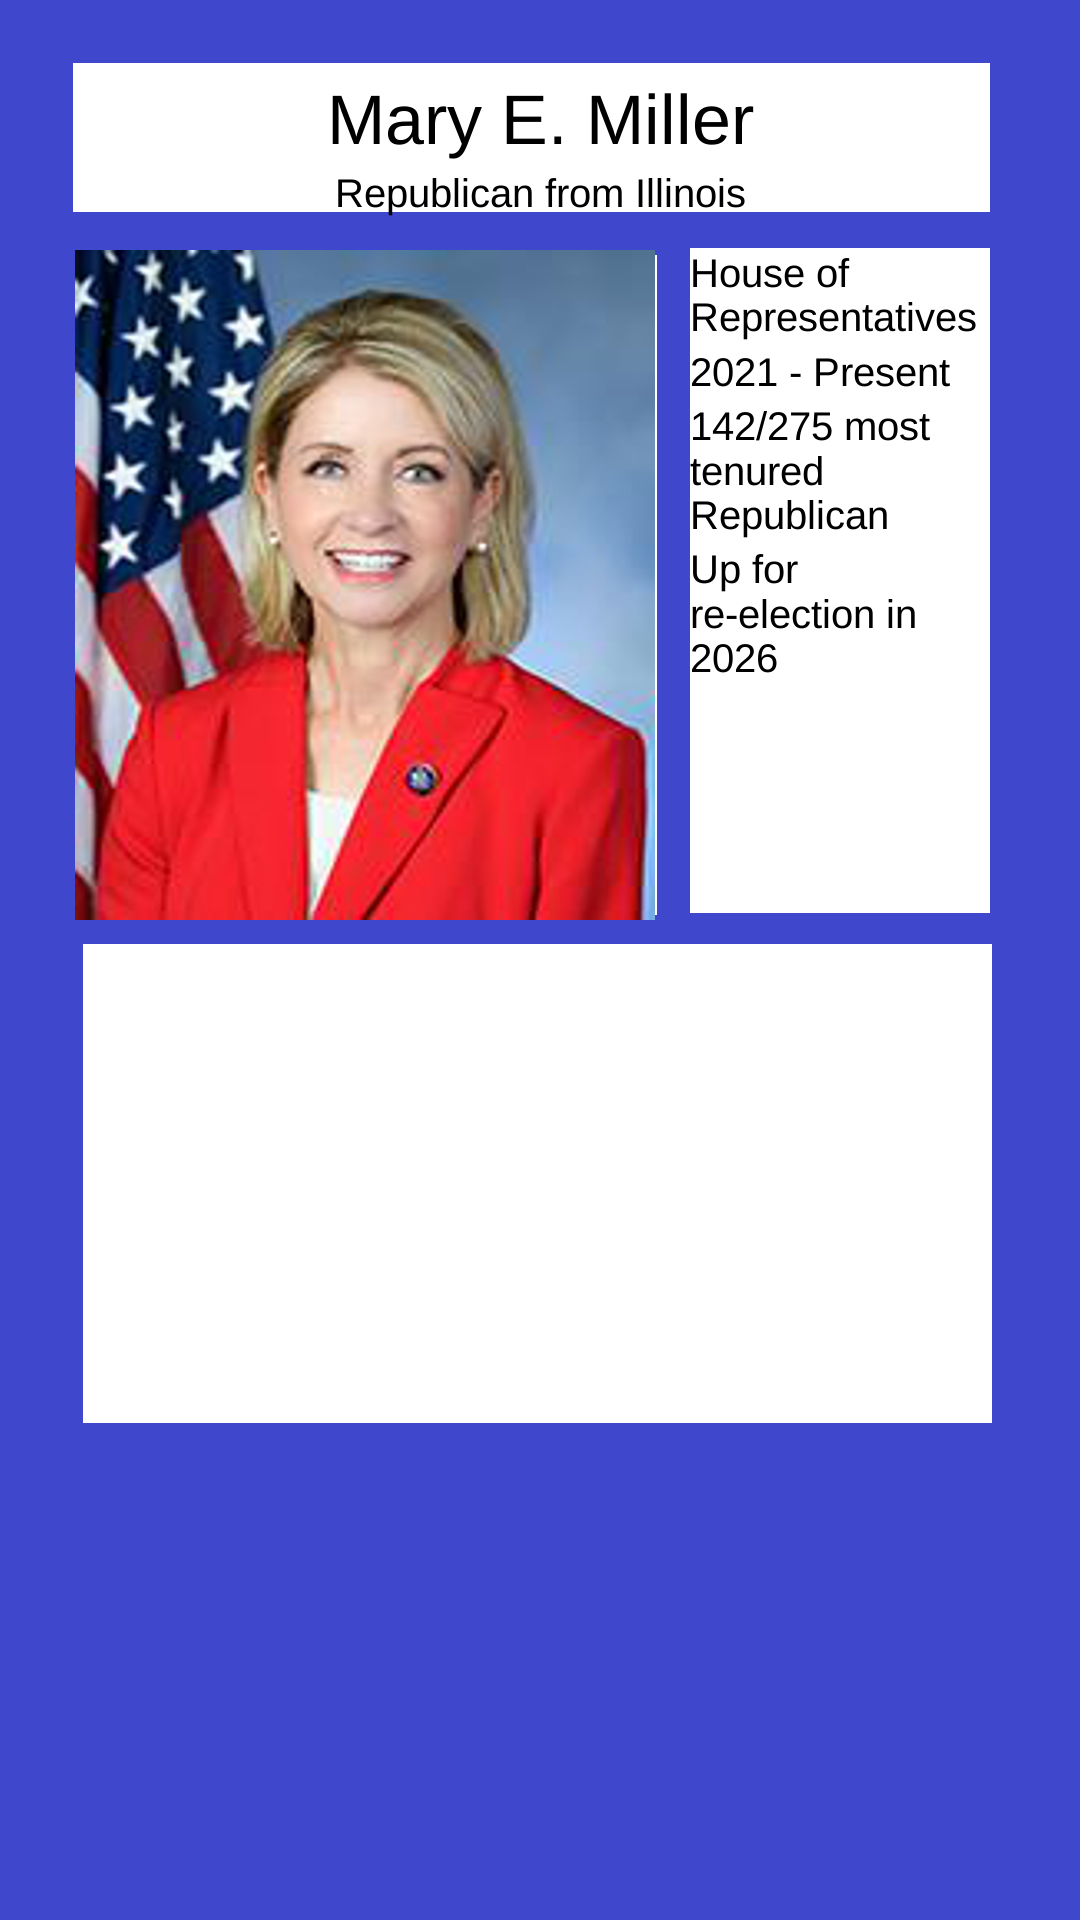 Mary E. Miller
Republican from Illinois
House of
Representatives
2021 - Present
142/275 most
tenured
Republican
Up for
re-election in
2026